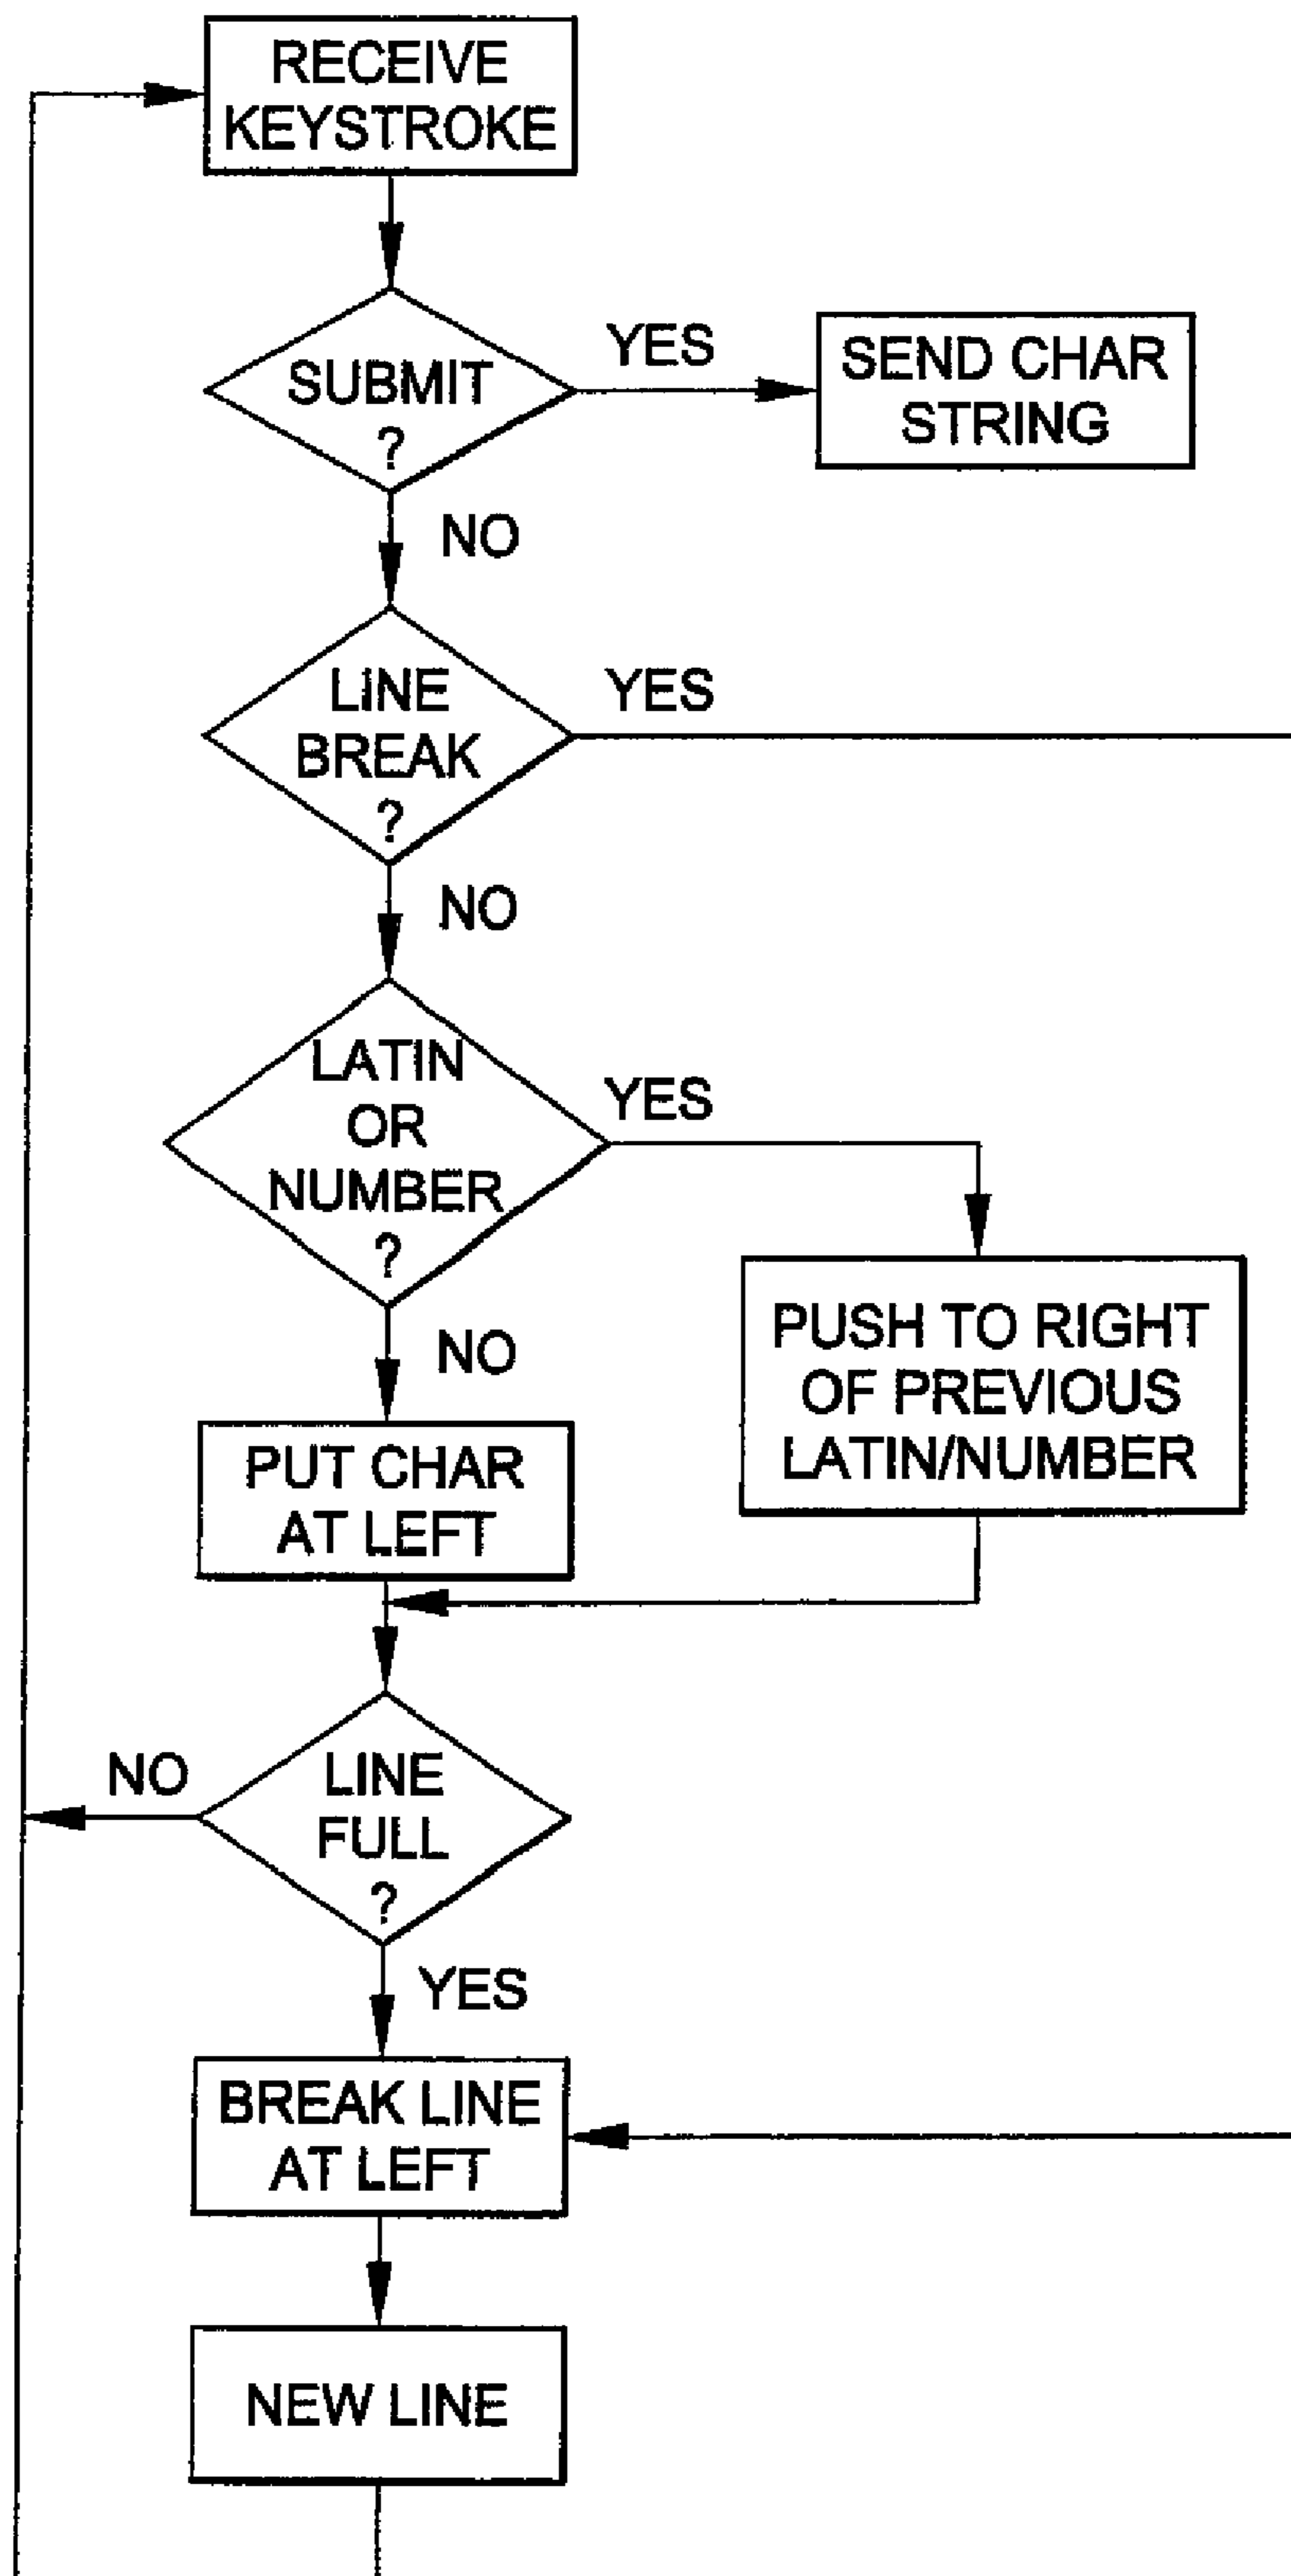 RECEIVE
KEYSTROKE
SUBMIT
?
YES
SEND CHAR
STRING
NO
LINE
BREAK
?
YES
NO
LATIN
OR
NUMBER
?
YES
PUSH TO RIGHT
OF PREVIOUS
LATIN/NUMBER
NO
PUT CHAR
AT LEFT
LINE
FULL
?
NO
YES
BREAK LINE
AT LEFT
NEW LINE